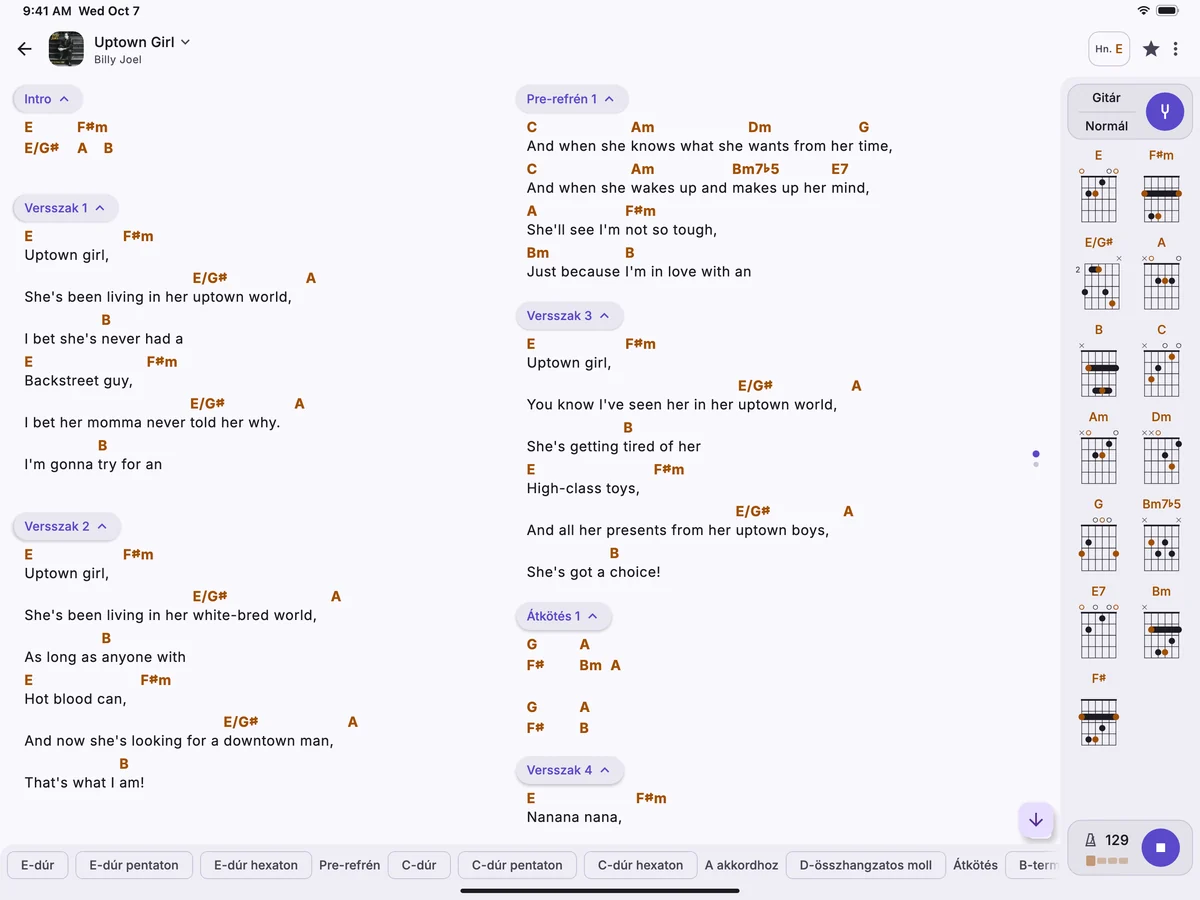 9:41 AM Wed Oct 7
Uptown Girl
Billy Joel
Hn. E
Intro
E F#m
E/G# A B
Versszak 1
E F#m
Uptown girl,
E/G# A
She's been living in her uptown world,
B
I bet she's never had a
E F#m
Backstreet guy,
E/G# A
I bet her momma never told her why.
B
I'm gonna try for an
Versszak 2
E F#m
Uptown girl,
E/G# A
She's been living in her white-bred world,
B
As long as anyone with
E F#m
Hot blood can,
E/G# A
And now she's looking for a downtown man,
B
That's what I am!
Pre-refrén 1
C Am Dm G
And when she knows what she wants from her time,
C Am Bm7♭5 E7
And when she wakes up and makes up her mind,
A F#m
She'll see I'm not so tough,
Bm B
Just because I'm in love with an
Versszak 3
E F#m
Uptown girl,
E/G# A
You know I've seen her in her uptown world,
B
She's getting tired of her
E F#m
High-class toys,
E/G# A
And all her presents from her uptown boys,
B
She's got a choice!
Átkötés 1
G A
F# Bm A
G A
F# B
Versszak 4
E F#m
Nanana nana,
Gitár
Normál
E F#m
E/G# A
2
B C
Am Dm
G Bm7♭5
E7 Bm
F#
129
E-dúr E-dúr pentaton E-dúr hexaton Pre-refrén C-dúr C-dúr pentaton C-dúr hexaton A akkordhoz D-összhangzatos moll Átkötés B-term